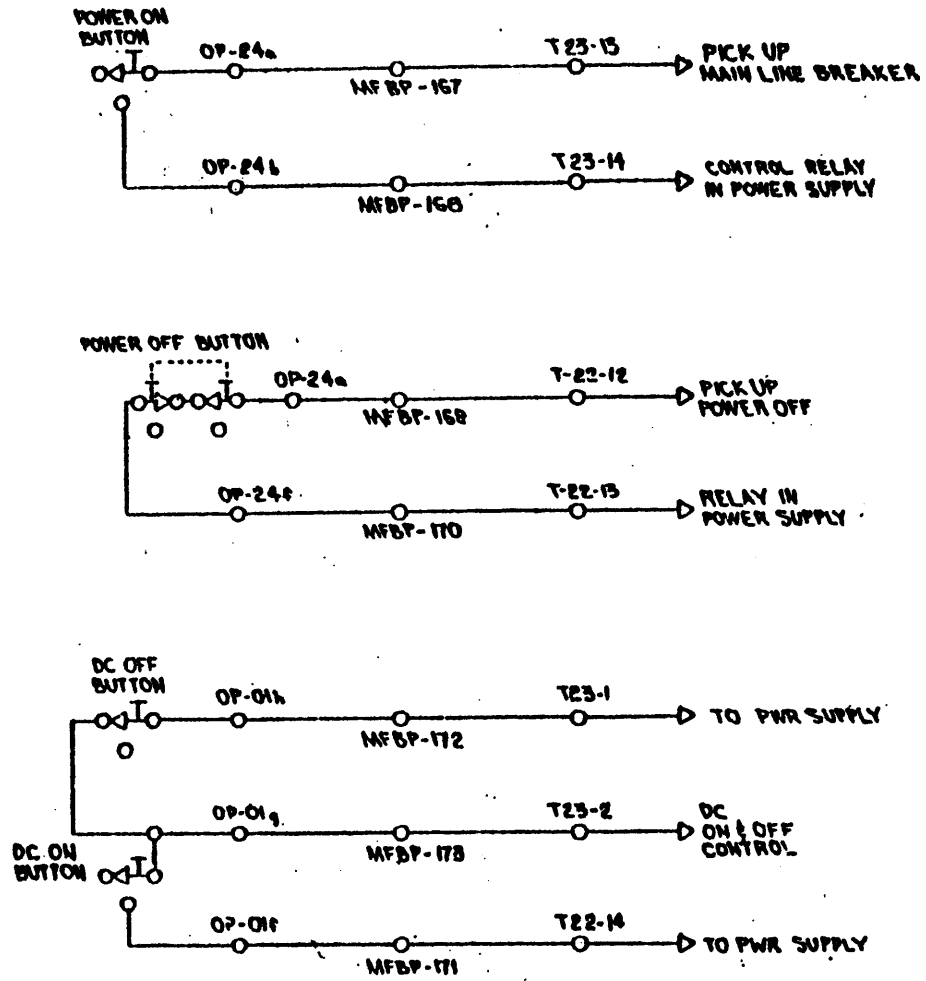 POWER ON
BUTTON
OP-24a
T23-13
PICK UP
MAIN LINE BREAKER
MFBP-167
OP-24h
T23-14
CONTROL RELAY
IN POWER SUPPLY
MFBP-168
POWER OFF BUTTON
OP-24a
T-22-12
PICK UP
POWER OFF
MFBP-169
OP-24f
T-22-13
RELAY IN
POWER SUPPLY
MFBP-170
DC OFF
BUTTON
OP-01h
T23-1
TO PWR SUPPLY
MFBP-172
OP-01g
T23-2
DC
ON & OFF
CONTROL
DC ON
BUTTON
MFBP-173
OP-01f
T22-14
TO PWR SUPPLY
MFBP-171